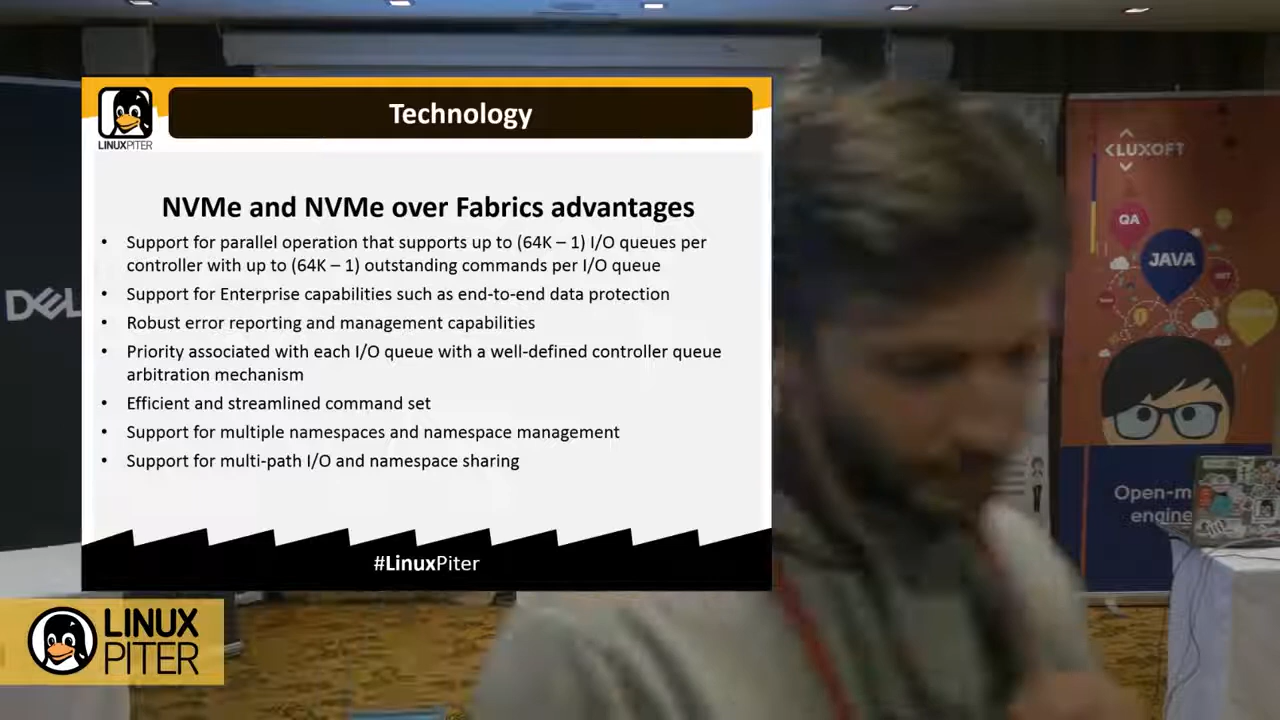 Technology
LINUXPITER
NVMe and NVMe over Fabrics advantages
• Support for parallel operation that supports up to (64K – 1) I/O queues per
controller with up to (64K – 1) outstanding commands per I/O queue
• Support for Enterprise capabilities such as end-to-end data protection
• Robust error reporting and management capabilities
• Priority associated with each I/O queue with a well-defined controller queue
arbitration mechanism
• Efficient and streamlined command set
• Support for multiple namespaces and namespace management
• Support for multi-path I/O and namespace sharing
#LinuxPiter
LINUX
PITER
DEL
LUXOFT
QA
JAVA
Open-m
engine